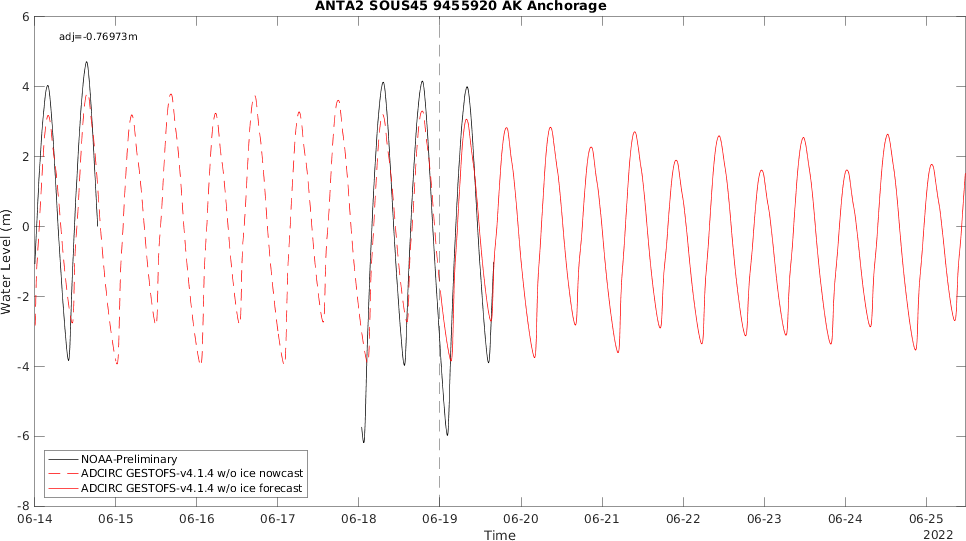 ANTA2 SOUS45 9455920 AK Anchorage
adj=-0.76973m
6
4
2
0
-2
-4
-6
-8
Water Level (m)
NOAA-Preliminary
ADCIRC GESTOFS-v4.1.4 w/o ice nowcast
ADCIRC GESTOFS-v4.1.4 w/o ice forecast
06-14 06-15 06-16 06-17 06-18 06-19 06-20 06-21 06-22 06-23 06-24 06-25
Time
2022